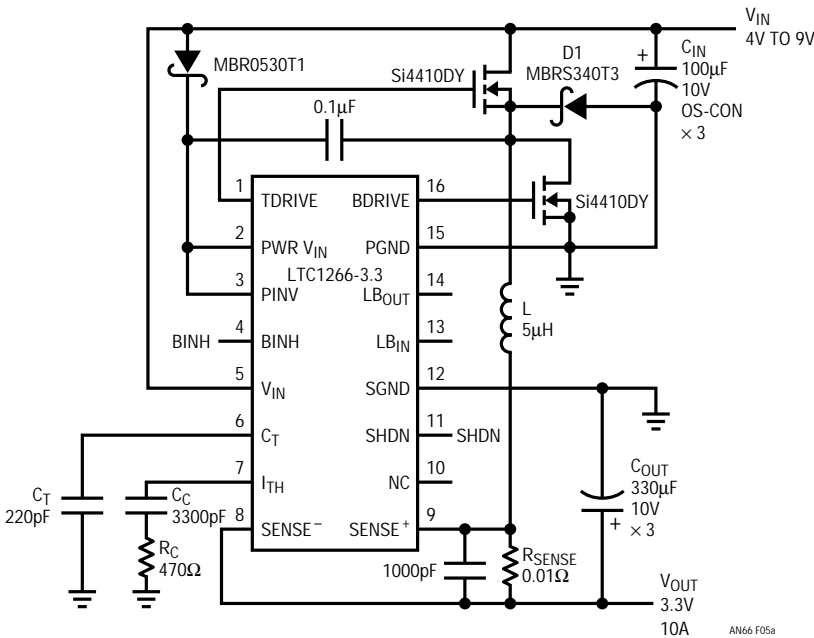 V_IN
4V TO 9V
MBR0530T1
Si4410DY
D1
MBRS340T3
+
C_IN
100µF
10V
OS-CON
× 3
0.1µF
Si4410DY
1
TDRIVE
BDRIVE
16
2
PWR V_IN
PGND
15
LTC1266-3.3
3
PINV
LB_OUT
14
L
5µH
BINH
4
BINH
LB_IN
13
5
V_IN
SGND
12
6
C_T
SHDN
11
SHDN
7
I_TH
NC
10
8
SENSE⁻
SENSE⁺
9
C_T
220pF
C_C
3300pF
R_C
470Ω
1000pF
R_SENSE
0.01Ω
C_OUT
330µF
10V
+
× 3
V_OUT
3.3V
10A
AN66 F05a